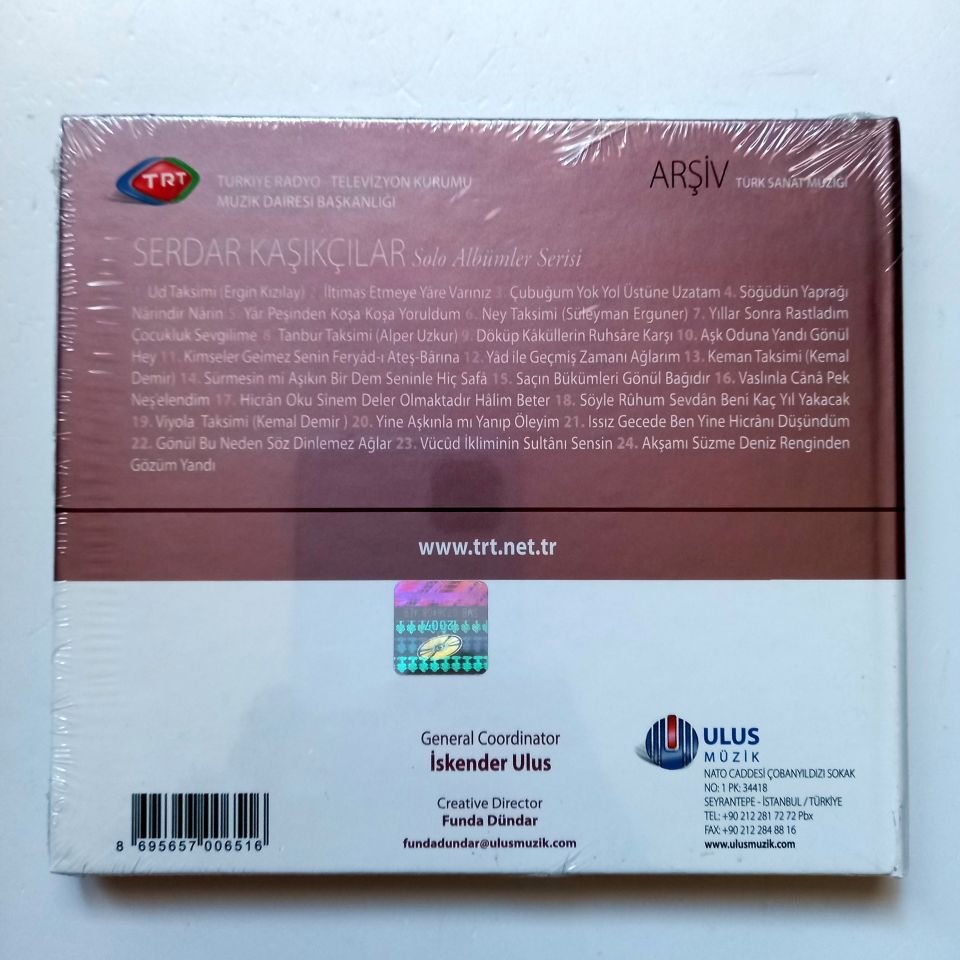 TRT
TÜRKİYE RADYO TELEVİZYON KURUMU
MÜZİK DAİRESİ BAŞKANLIĞI
ARŞİV TÜRK SANAT MÜZİĞİ
SERDAR KAŞIKÇILAR Solo Albümler Serisi
1. Ud Taksimi (Ergin Kızılay) 2. İltimas Etmeye Yâre Varınız 3. Çubuğum Yok Yol Üstüne Uzatam 4. Söğüdün Yaprağı
Nârindir Nârin 5. Yâr Peşinden Koşa Koşa Yoruldum 6. Ney Taksimi (Süleyman Erguner) 7. Yıllar Sonra Rastladım
Çocukluk Sevgilime 8. Tanbur Taksimi (Alper Uzkur) 9. Döküp Kâküllerin Ruhsâre Karşı 10. Aşk Oduna Yandı Gönül
Hey 11. Kimseler Gelmez Senin Feryâd-ı Ateş-Bârına 12. Yâd ile Geçmiş Zamanı Ağlarım 13. Keman Taksimi (Kemal
Demir) 14. Sürmesin mi Aşıkın Bir Dem Seninle Hiç Safâ 15. Saçın Bükümleri Gönül Bağıdır 16. Vaslınla Cânâ Pek
Neş'elendim 17. Hicrân Oku Sinem Deler Olmaktadır Hâlim Beter 18. Söyle Rûhum Sevdân Beni Kaç Yıl Yakacak
19. Viyola Taksimi (Kemal Demir ) 20. Yine Aşkınla mı Yanıp Öleyim 21. Issız Gecede Ben Yine Hicrânı Düşündüm
22. Gönül Bu Neden Söz Dinlemez Ağlar 23. Vücûd İkliminin Sultânı Sensin 24. Akşamı Süzme Deniz Renginden
Gözüm Yandı
www.trt.net.tr
General Coordinator
İskender Ulus
Creative Director
Funda Dündar
fundadundar@ulusmuzik.com
8 695657 006516
ULUS
MÜZİK
NATO CADDESİ ÇOBANYILDIZI SOKAK
NO: 1 PK: 34418
SEYRANTEPE - İSTANBUL / TÜRKİYE
TEL: +90 212 281 72 72 Pbx
FAX: +90 212 284 88 16
www.ulusmuzik.com